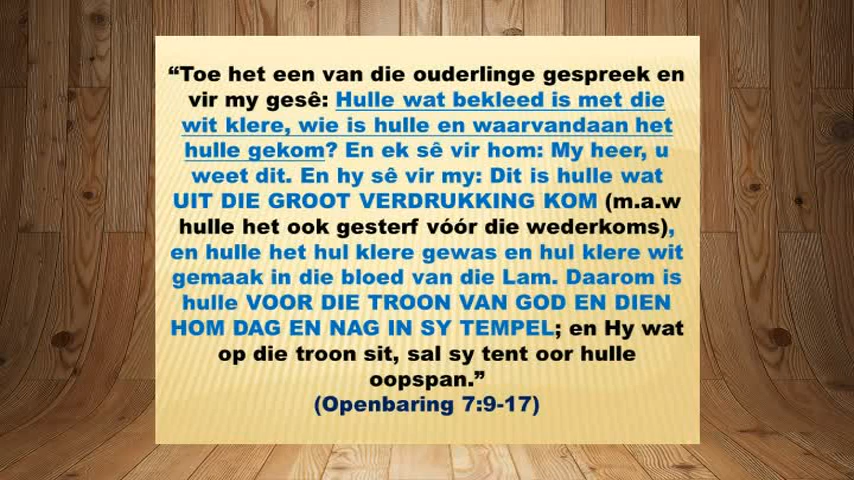 “Toe het een van die ouderlinge gespreek en
vir my gesê: Hulle wat bekleed is met die
wit klere, wie is hulle en waarvandaan het
hulle gekom? En ek sê vir hom: My heer, u
weet dit. En hy sê vir my: Dit is hulle wat
UIT DIE GROOT VERDRUKKING KOM (m.a.w
hulle het ook gesterf vóór die wederkoms),
en hulle het hul klere gewas en hul klere wit
gemaak in die bloed van die Lam. Daarom is
hulle VOOR DIE TROON VAN GOD EN DIEN
HOM DAG EN NAG IN SY TEMPEL; en Hy wat
op die troon sit, sal sy tent oor hulle
oopspan.”
(Openbaring 7:9-17)